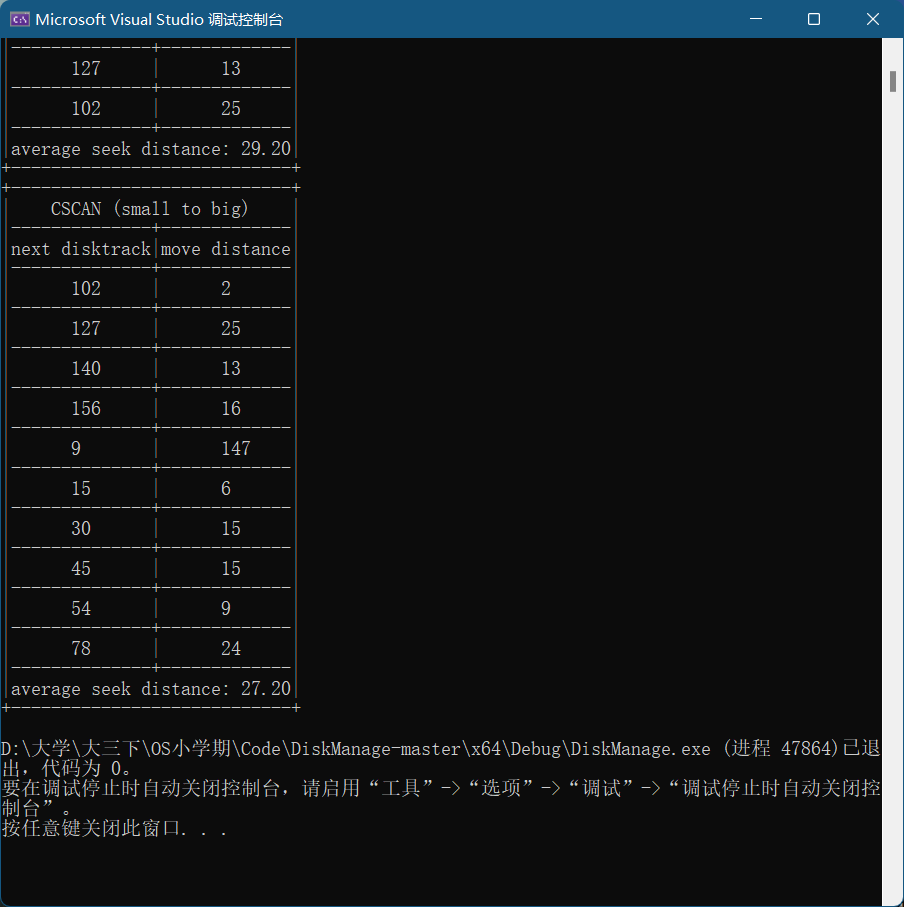 Microsoft Visual Studio 调试控制台
|--------------+-------------|
|      127     |      13     |
|--------------+-------------|
|      102     |      25     |
|--------------+-------------|
|average seek distance: 29.20|
+----------------------------+
+----------------------------+
|    CSCAN (small to big)    |
|--------------+-------------|
|next disktrack|move distance|
|--------------+-------------|
|      102     |      2      |
|--------------+-------------|
|      127     |      25     |
|--------------+-------------|
|      140     |      13     |
|--------------+-------------|
|      156     |      16     |
|--------------+-------------|
|      9       |      147    |
|--------------+-------------|
|      15      |      6      |
|--------------+-------------|
|      30      |      15     |
|--------------+-------------|
|      45      |      15     |
|--------------+-------------|
|      54      |      9      |
|--------------+-------------|
|      78      |      24     |
|--------------+-------------|
|average seek distance: 27.20|
+----------------------------+
D:\大学\大三下\OS小学期\Code\DiskManage-master\x64\Debug\DiskManage.exe (进程 47864)已退
出，代码为 0。
要在调试停止时自动关闭控制台，请启用“工具”->“选项”->“调试”->“调试停止时自动关闭控
制台”。
按任意键关闭此窗口. . .